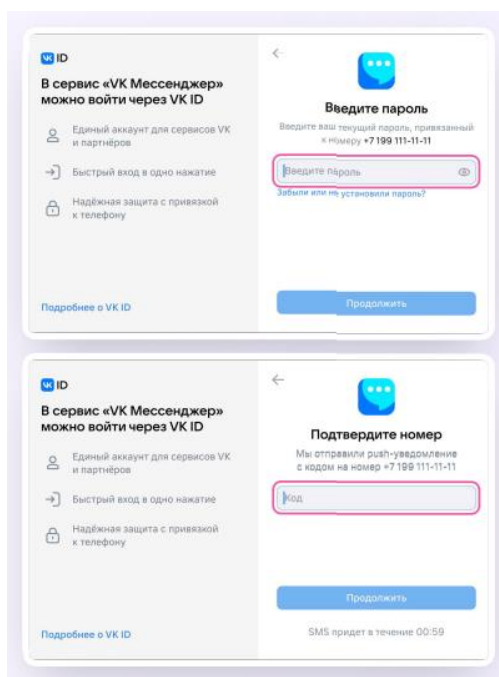 VK ID
В сервис «VK Мессенджер»
можно войти через VK ID
Единый аккаунт для сервисов VK
и партнёров
Быстрый вход в одно нажатие
Надёжная защита с привязкой
к телефону
Подробнее о VK ID
Введите пароль
Введите ваш текущий пароль, привязанный
к номеру +7 199 111-11-11
Введите пароль
Забыли или не установили пароль?
Продолжить
VK ID
В сервис «VK Мессенджер»
можно войти через VK ID
Единый аккаунт для сервисов VK
и партнёров
Быстрый вход в одно нажатие
Надёжная защита с привязкой
к телефону
Подробнее о VK ID
Подтвердите номер
Мы отправили push-уведомление
с кодом на номер +7 199 111-11-11
Код
Продолжить
SMS придет в течение 00:59